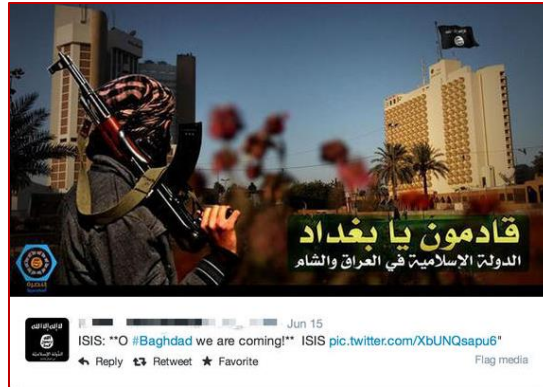 قادمون يا بغداد
الدولة الإسلامية في العراق والشام
Jun 15
ISIS: **O #Baghdad we are coming!** ISIS pic.twitter.com/XbUNQsapu6"
Reply Retweet Favorite Flag media